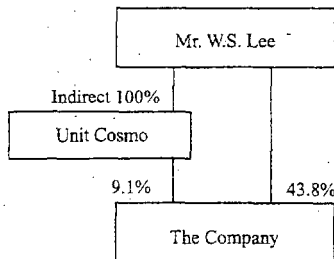 Mr. W.S. Lee
Indirect 100%
Unit Cosmo
9.1%
43.8%
The Company